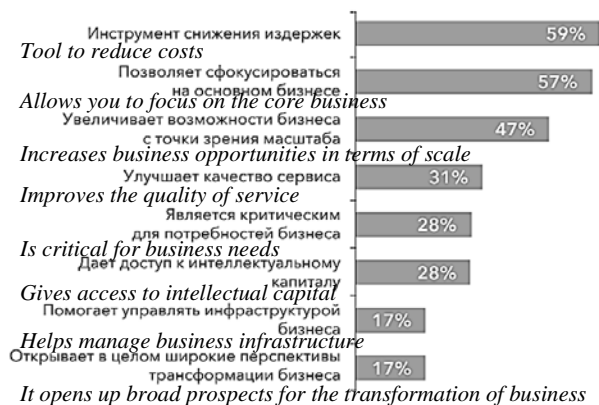 Инструмент снижения издержек
59%
Tool to reduce costs
Позволяет сфокусироваться
на основном бизнесе
57%
Allows you to focus on the core business
Увеличивает возможности бизнеса
с точки зрения масштаба
47%
Increases business opportunities in terms of scale
Улучшает качество сервиса
31%
Improves the quality of service
Является критическим
для потребностей бизнеса
28%
Is critical for business needs
Дает доступ к интеллектуальному
капиталу
28%
Gives access to intellectual capital
Помогает управлять инфраструктурой
бизнеса
17%
Helps manage business infrastructure
Открывает в целом широкие перспективы
трансформации бизнеса
17%
It opens up broad prospects for the transformation of business